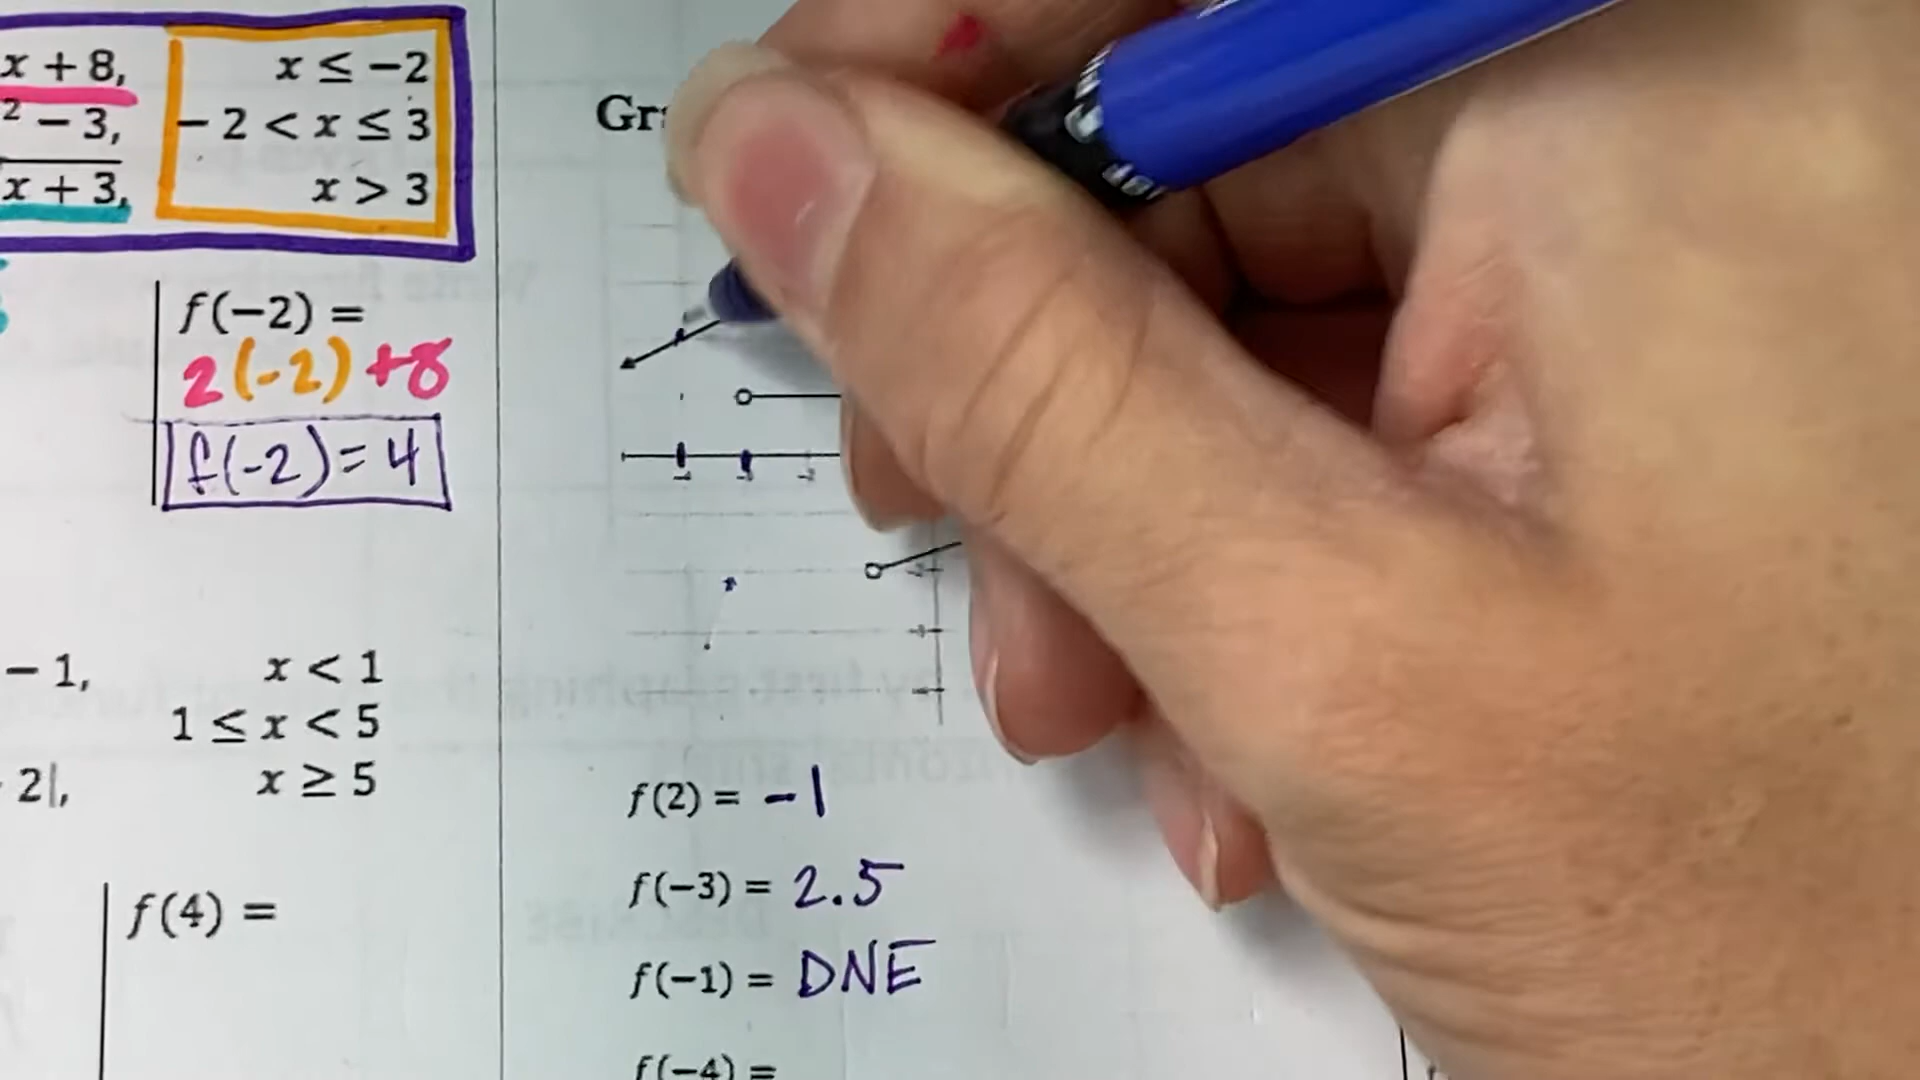 x + 8, x ≤ −2
2 − 3, − 2 < x ≤ 3
x + 3, x > 3
f(−2) =
2(-2) +8
f(-2) = 4
− 1, x < 1
1 ≤ x < 5
2|, x ≥ 5
f(4) =
Gr
f(2) = -1
f(−3) = 2.5
f(−1) = DNE
f(−4) =